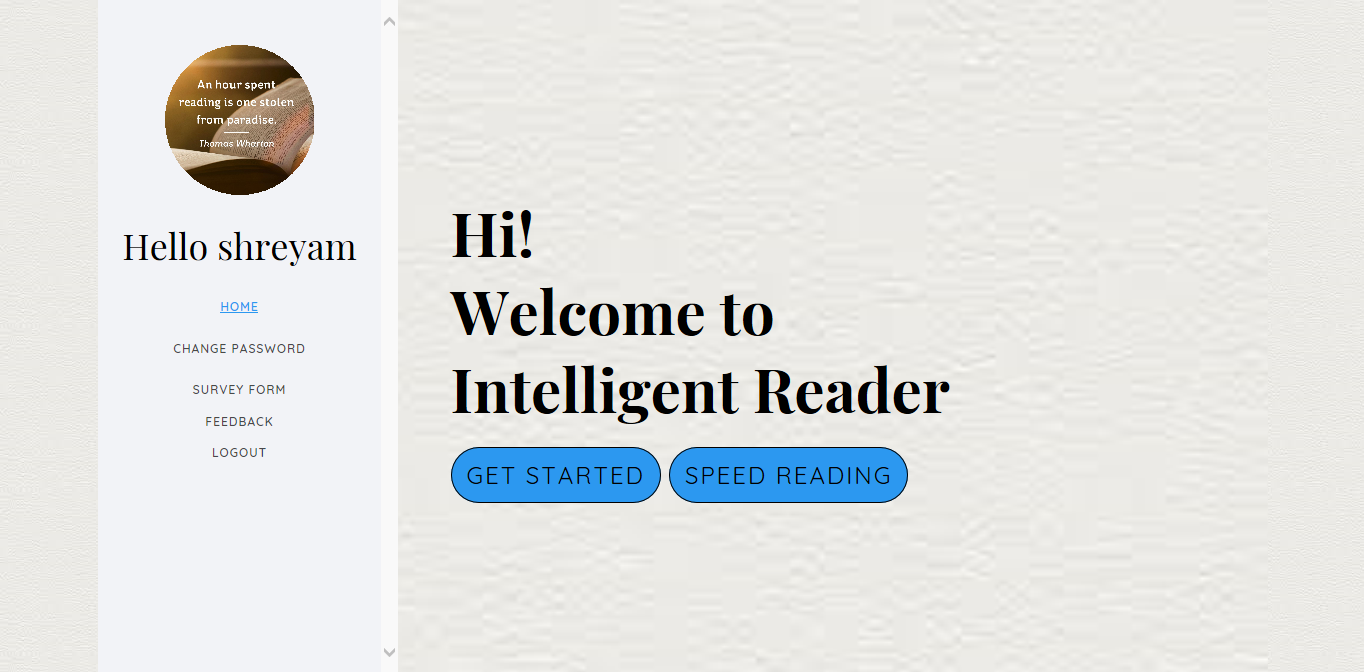 An hour spent
reading is one stolen
from paradise.
Thomas Wharton
Hello shreyam
HOME
CHANGE PASSWORD
SURVEY FORM
FEEDBACK
LOGOUT
Hi!
Welcome to
Intelligent Reader
GET STARTED SPEED READING